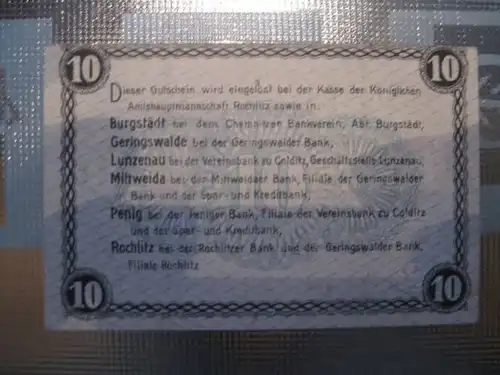 10 10
Dieser Gutschein wird eingelöst bei der Kasse der Königlichen
Amtshauptmannschaft Rochlitz sowie in:
Burgstädt bei dem Chemnitzer Bankverein, Abt. Burgstädt,
Geringswalde bei der Geringswalder Bank,
Lunzenau bei der Vereinsbank zu Colditz, Geschäftsstelle Lunzenau,
Mittweida bei der Mittweidaer Bank, Filiale der Geringswalder
Bank und der Spar- und Kreditbank,
Penig bei der Peniger Bank, Filiale der Vereinsbank zu Colditz
und der Spar- und Kreditbank,
Rochlitz bei der Rochlitzer Bank und der Geringswalder Bank,
Filiale Rochlitz
10 10